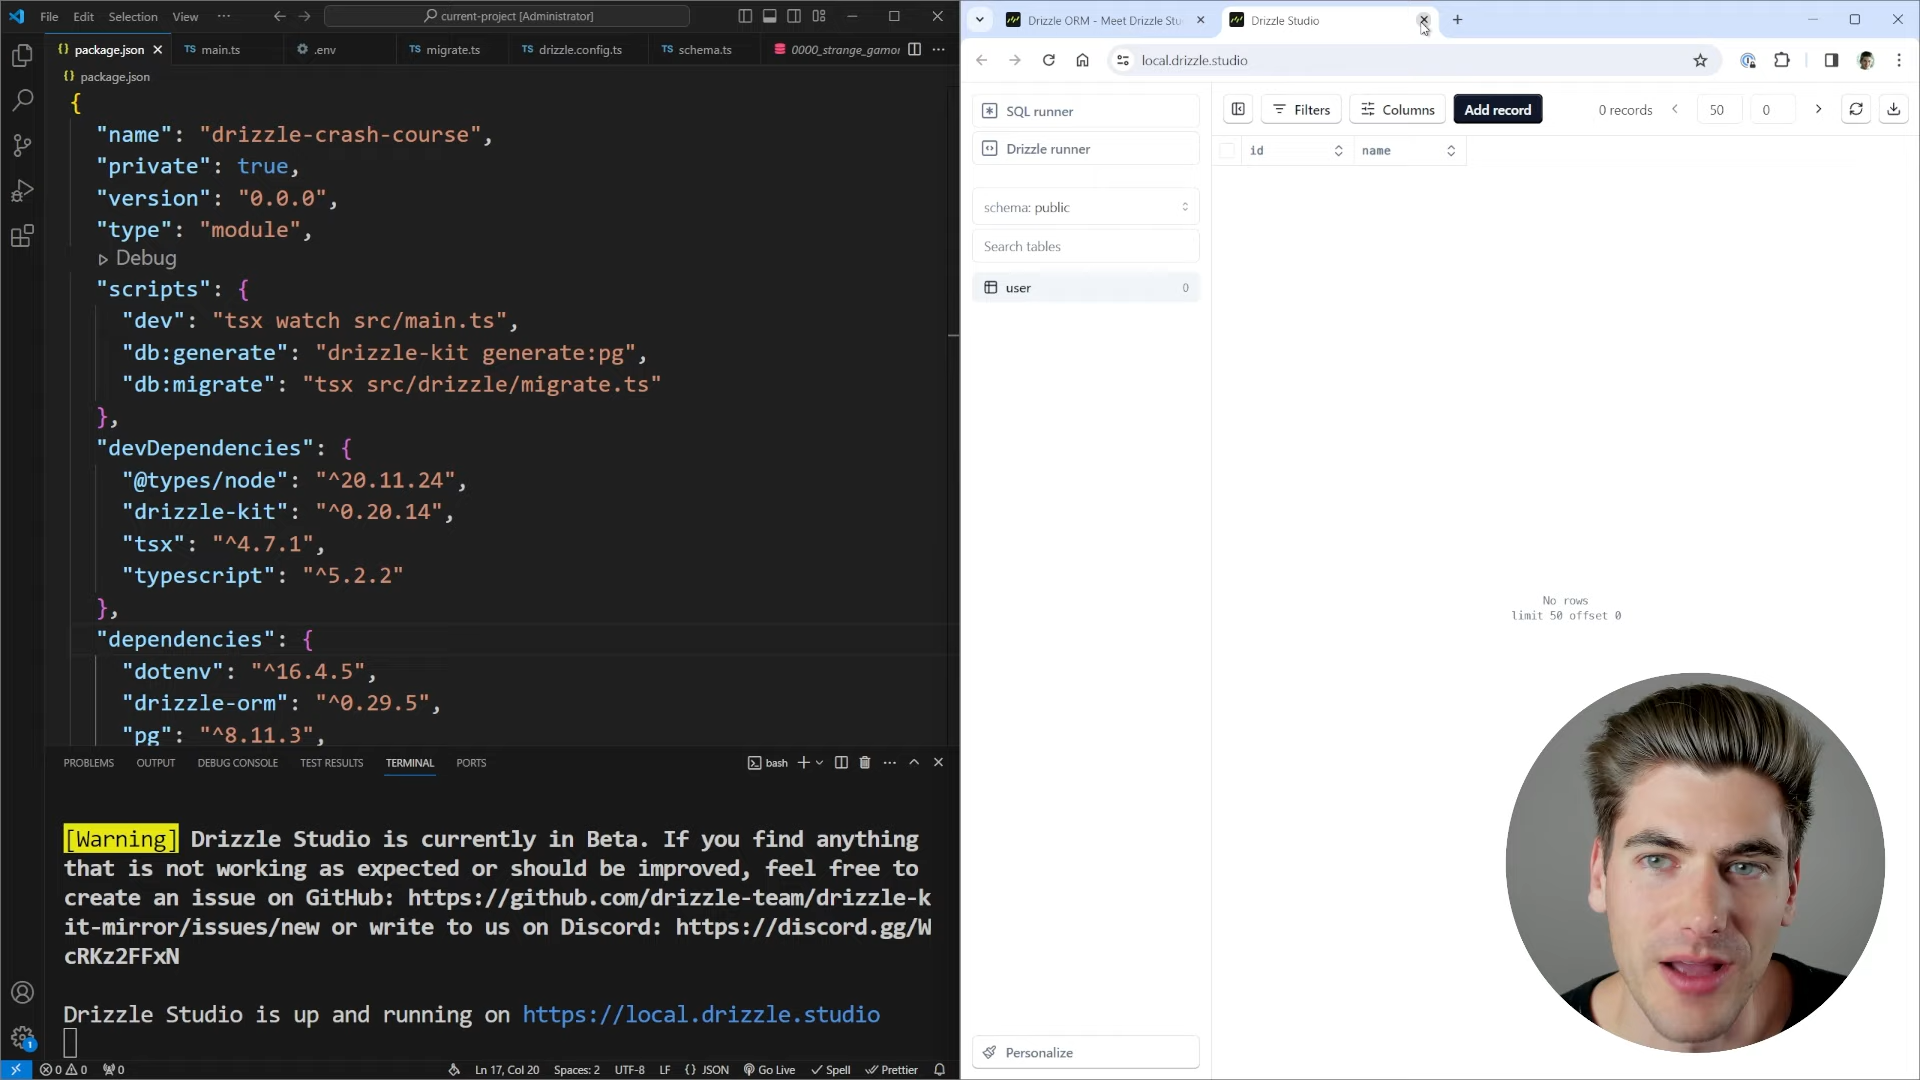 File Edit Selection View ···
current-project [Administrator]
package.json
TS main.ts
.env
TS migrate.ts
TS drizzle.config.ts
TS schema.ts
0000_strange_gamor
{} package.json
{
"name": "drizzle-crash-course",
"private": true,
"version": "0.0.0",
"type": "module",
Debug
"scripts": {
"dev": "tsx watch src/main.ts",
"db:generate": "drizzle-kit generate:pg",
"db:migrate": "tsx src/drizzle/migrate.ts"
},
"devDependencies": {
"@types/node": "^20.11.24",
"drizzle-kit": "^0.20.14",
"tsx": "^4.7.1",
"typescript": "^5.2.2"
},
"dependencies": {
"dotenv": "^16.4.5",
"drizzle-orm": "^0.29.5",
"pg": "^8.11.3",
PROBLEMS OUTPUT DEBUG CONSOLE TEST RESULTS TERMINAL PORTS
bash
[Warning] Drizzle Studio is currently in Beta. If you find anything
that is not working as expected or should be improved, feel free to
create an issue on GitHub: https://github.com/drizzle-team/drizzle-k
it-mirror/issues/new or write to us on Discord: https://discord.gg/W
cRKz2FFxN
Drizzle Studio is up and running on https://local.drizzle.studio
1
0 0 0
Ln 17, Col 20 Spaces: 2 UTF-8 LF {} JSON Go Live Spell Prettier
Drizzle ORM - Meet Drizzle Stu
Drizzle Studio
local.drizzle.studio
SQL runner
Drizzle runner
schema: public
Search tables
user 0
Personalize
Filters Columns Add record 0 records 50 0
id name
No rows
limit 50 offset 0